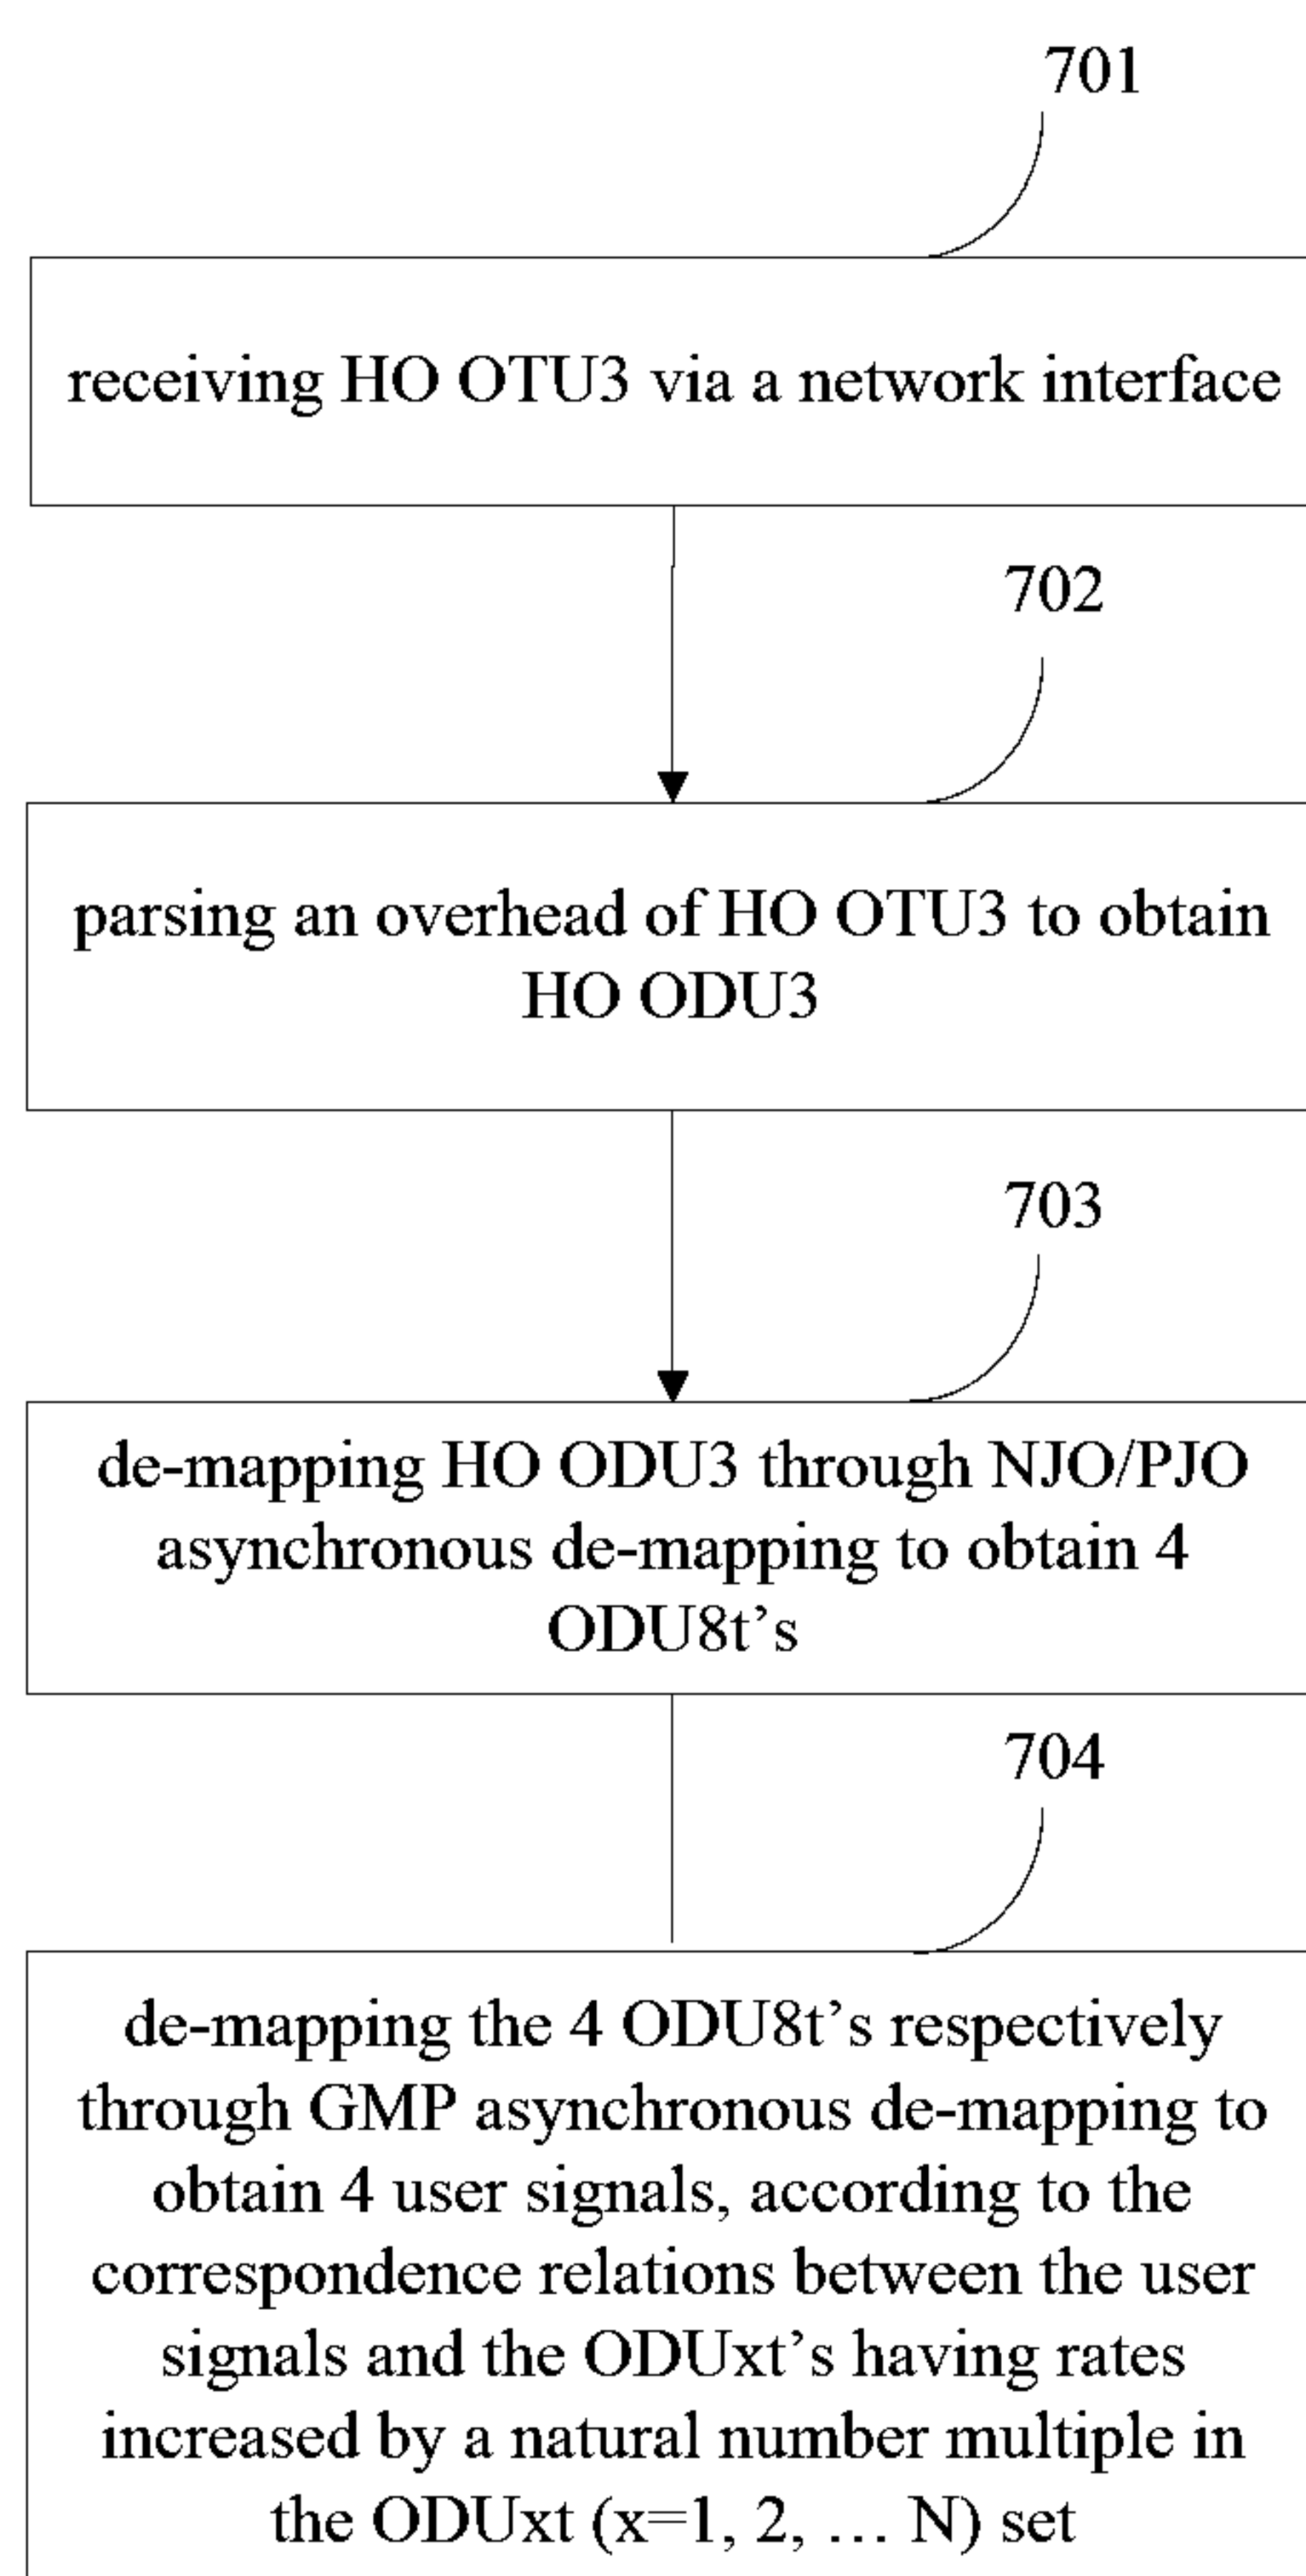 701
receiving HO OTU3 via a network interface
702
parsing an overhead of HO OTU3 to obtain
HO ODU3
703
de-mapping HO ODU3 through NJO/PJO
asynchronous de-mapping to obtain 4
ODU8t’s
704
de-mapping the 4 ODU8t’s respectively
through GMP asynchronous de-mapping to
obtain 4 user signals, according to the
correspondence relations between the user
signals and the ODUxt’s having rates
increased by a natural number multiple in
the ODUxt (x=1, 2, … N) set